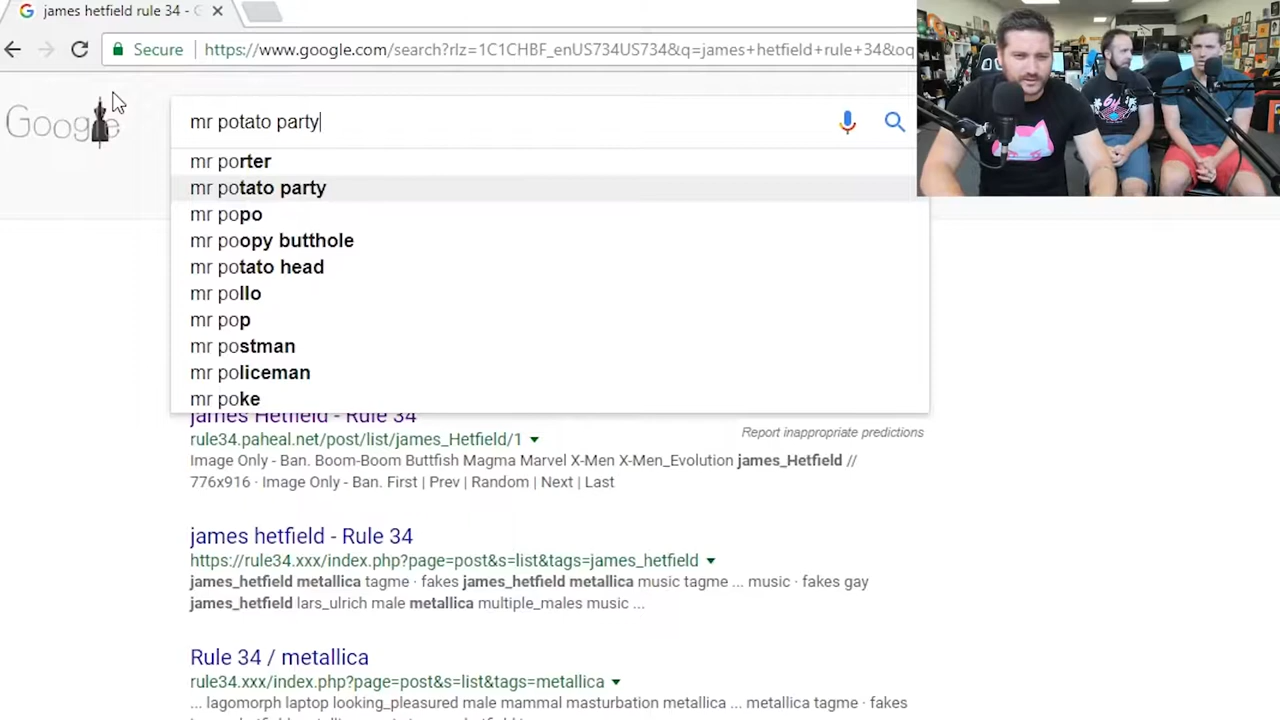 james hetfield rule 34 - G
Secure
https://www.google.com/search?rlz=1C1CHBF_enUS734US734&q=james+hetfield+rule+34&oq
Google
mr potato party
mr porter
mr potato party
mr popo
mr poopy butthole
mr potato head
mr pollo
mr pop
mr postman
mr policeman
mr poke
james Hetfield - Rule 34
Report inappropriate predictions
rule34.paheal.net/post/list/james_Hetfield/1
Image Only - Ban. Boom-Boom Buttfish Magma Marvel X-Men X-Men_Evolution james_Hetfield //
776x916 · Image Only - Ban. First | Prev | Random | Next | Last
james hetfield - Rule 34
https://rule34.xxx/index.php?page=post&s=list&tags=james_hetfield
james_hetfield metallica tagme · fakes james_hetfield metallica music tagme ... music · fakes gay
james_hetfield lars_ulrich male metallica multiple_males music ...
Rule 34 / metallica
rule34.xxx/index.php?page=post&s=list&tags=metallica
... lagomorph laptop looking_pleasured male mammal masturbation metallica ... metallica tagme · fakes